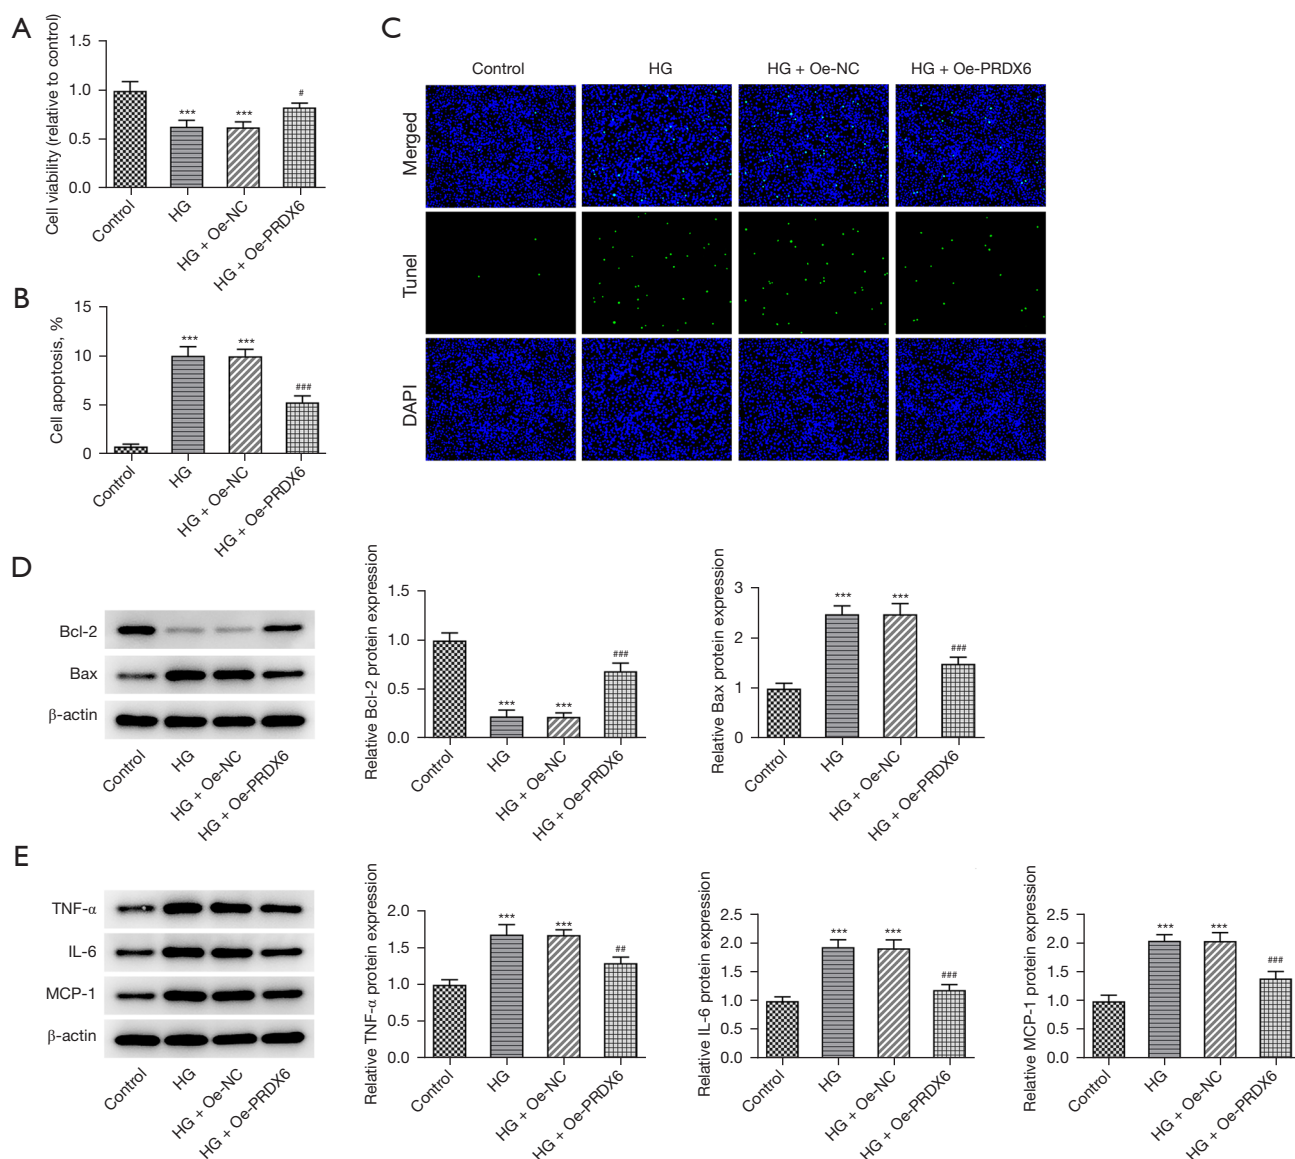 A
Cell viability (relative to control)
1.5
1.0
0.5
0.0
***
***
#
Control
HG
HG + Oe-NC
HG + Oe-PRDX6
B
Cell apoptosis, %
15
10
5
0
***
***
###
Control
HG
HG + Oe-NC
HG + Oe-PRDX6
C
Control
HG
HG + Oe-NC
HG + Oe-PRDX6
Merged
Tunel
DAPI
D
Bcl-2
Bax
β-actin
Control
HG
HG + Oe-NC
HG + Oe-PRDX6
Relative Bcl-2 protein expression
1.5
1.0
0.5
0.0
***
***
###
Control
HG
HG + Oe-NC
HG + Oe-PRDX6
Relative Bax protein expression
3
2
1
0
***
***
###
Control
HG
HG + Oe-NC
HG + Oe-PRDX6
E
TNF-α
IL-6
MCP-1
β-actin
Control
HG
HG + Oe-NC
HG + Oe-PRDX6
Relative TNF-α protein expression
2.0
1.5
1.0
0.5
0.0
***
***
##
Control
HG
HG + Oe-NC
HG + Oe-PRDX6
Relative IL-6 protein expression
2.5
2.0
1.5
1.0
0.5
0.0
***
***
###
Control
HG
HG + Oe-NC
HG + Oe-PRDX6
Relative MCP-1 protein expression
2.5
2.0
1.5
1.0
0.5
0.0
***
***
###
Control
HG
HG + Oe-NC
HG + Oe-PRDX6